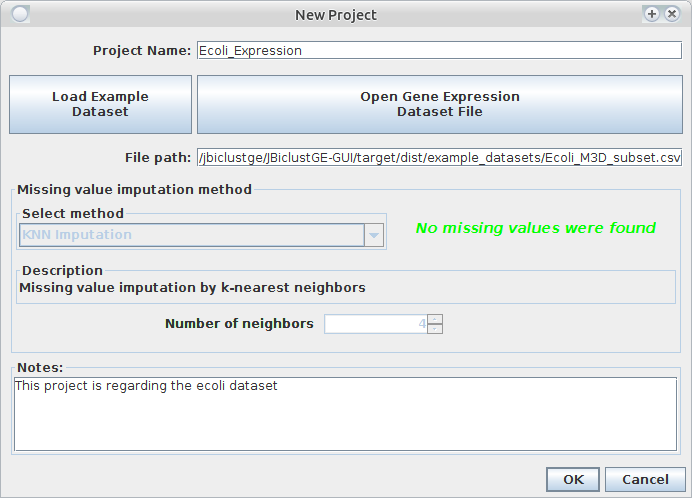 New Project
Project Name: Ecoli_Expression
Load Example
Dataset
Open Gene Expression
Dataset File
File path: /jbiclustge/JBiclustGE-GUI/target/dist/example_datasets/Ecoli_M3D_subset.csv
Missing value imputation method
Select method
KNN Imputation
No missing values were found
Description
Missing value imputation by k-nearest neighbors
Number of neighbors 4
Notes:
This project is regarding the ecoli dataset
OK Cancel